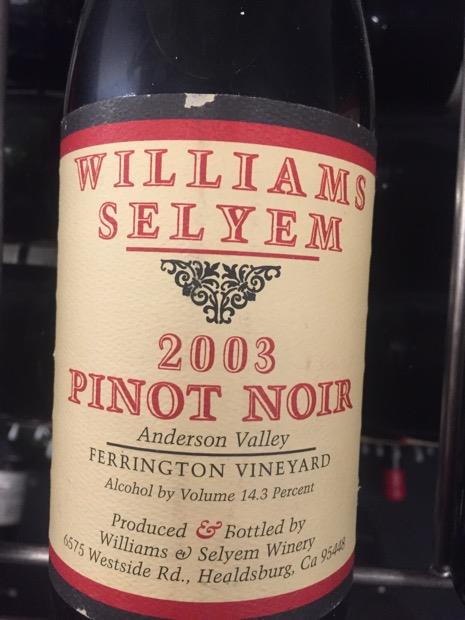 WILLIAMS
SELYEM
2003
PINOT NOIR
Anderson Valley
FERRINGTON VINEYARD
Alcohol by Volume 14.3 Percent
Produced & Bottled by
Williams & Selyem Winery
6575 Westside Rd., Healdsburg, Ca 95448